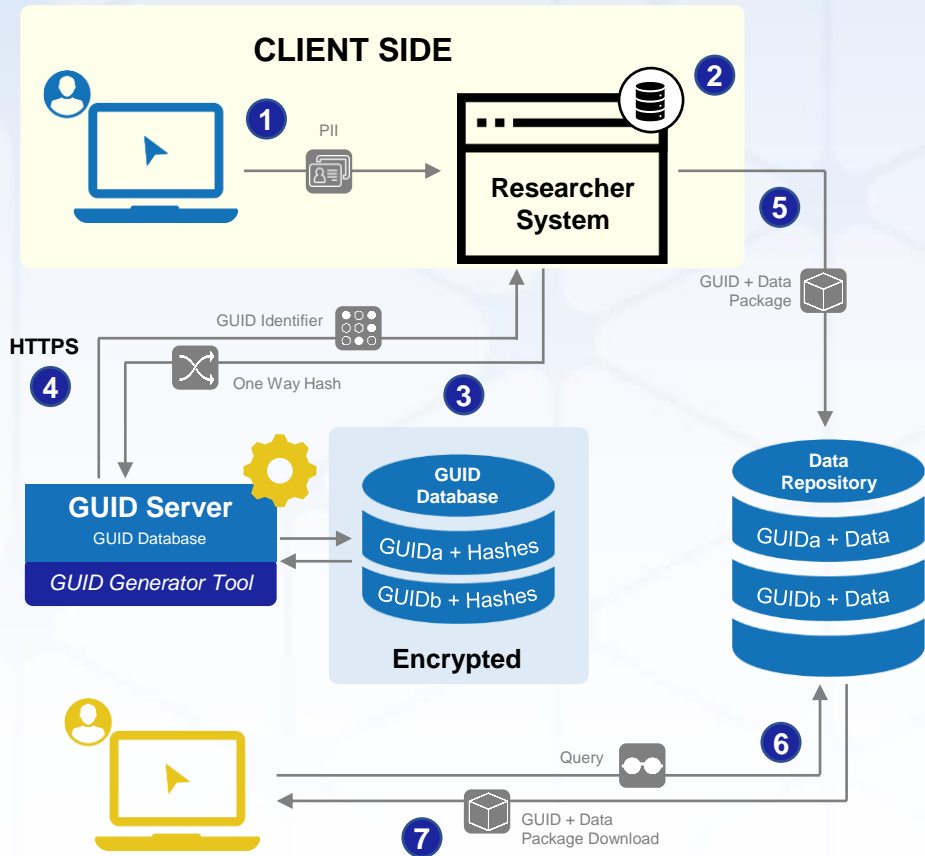 CLIENT SIDE
1
PII
2
Researcher
System
5
GUID + Data
Package
GUID Identifier
HTTPS
4
One Way Hash
3
GUID Server
GUID Database
GUID Generator Tool
GUID
Database
GUIDa + Hashes
GUIDb + Hashes
Encrypted
Data
Repository
GUIDa + Data
GUIDb + Data
6
Query
7
GUID + Data
Package Download